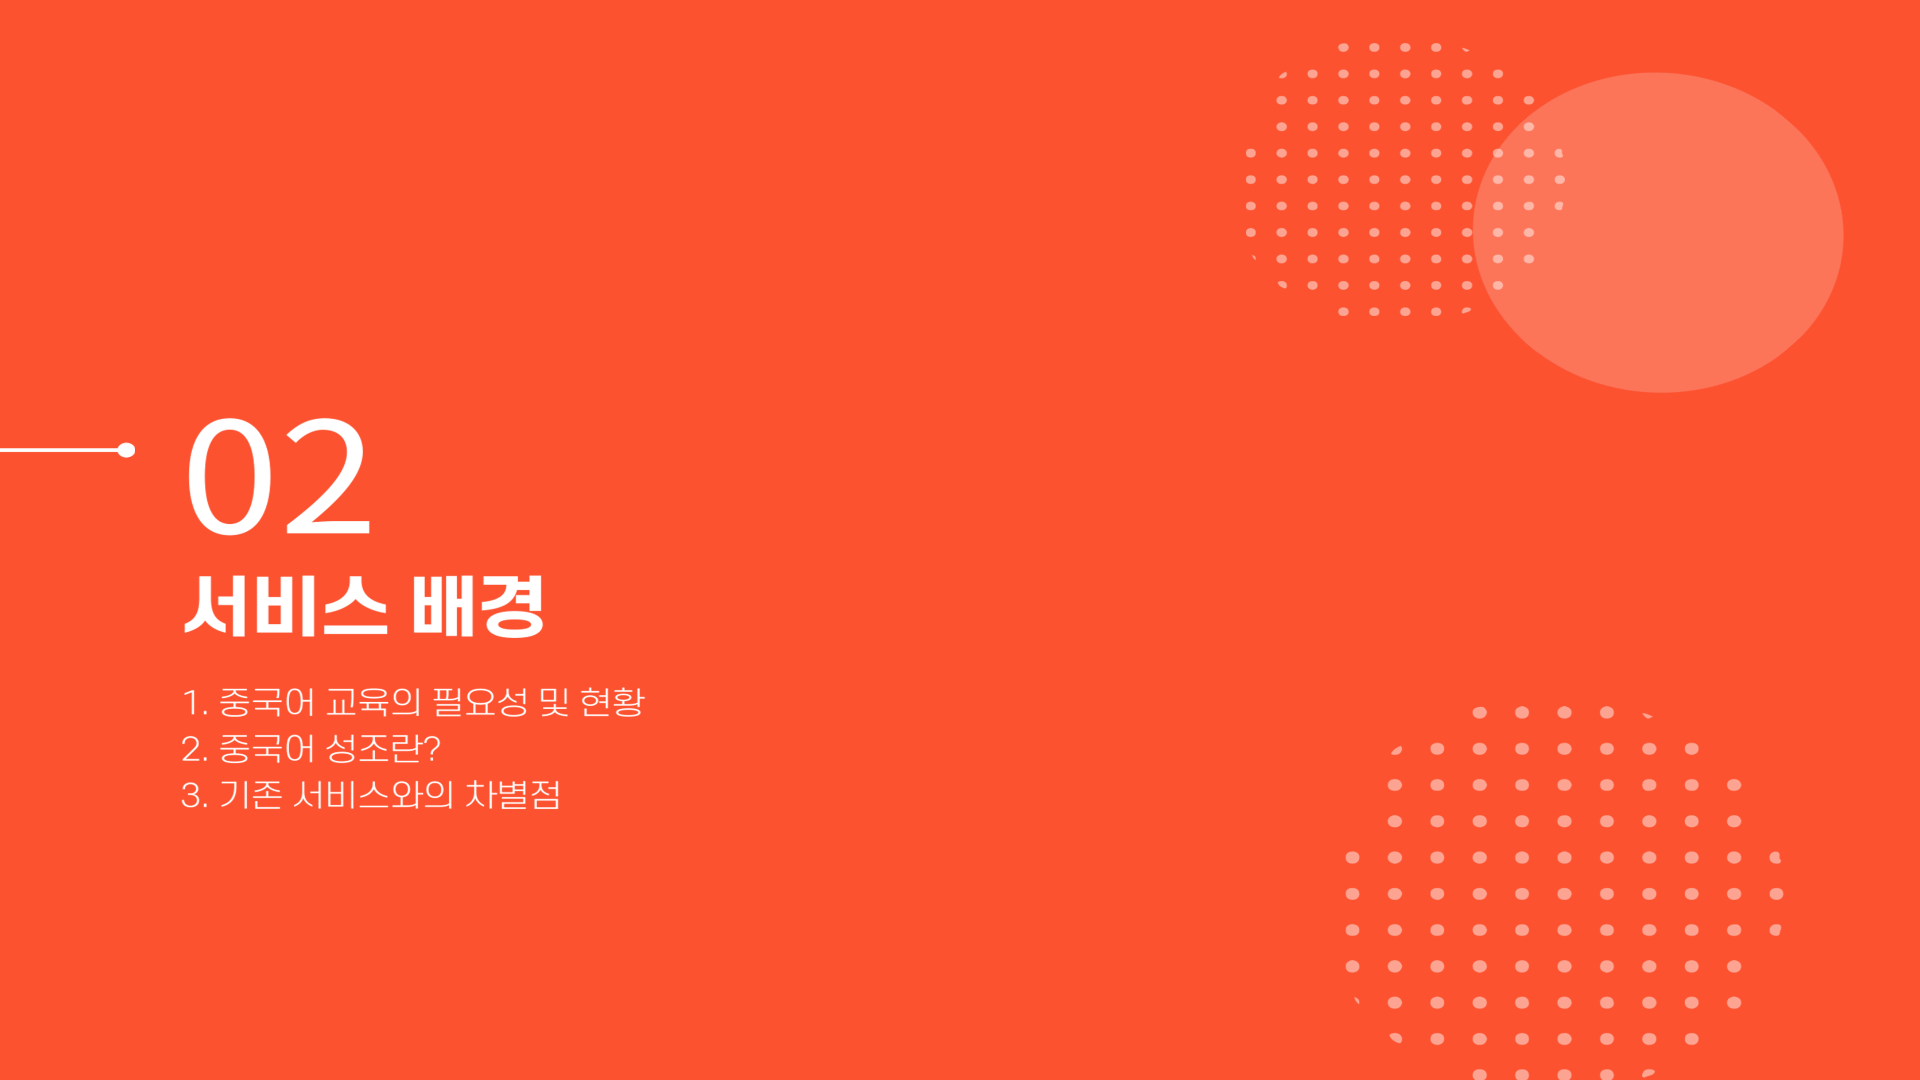 02
서비스 배경
1. 중국어 교육의 필요성 및 현황
2. 중국어 성조란?
3. 기존 서비스와의 차별점